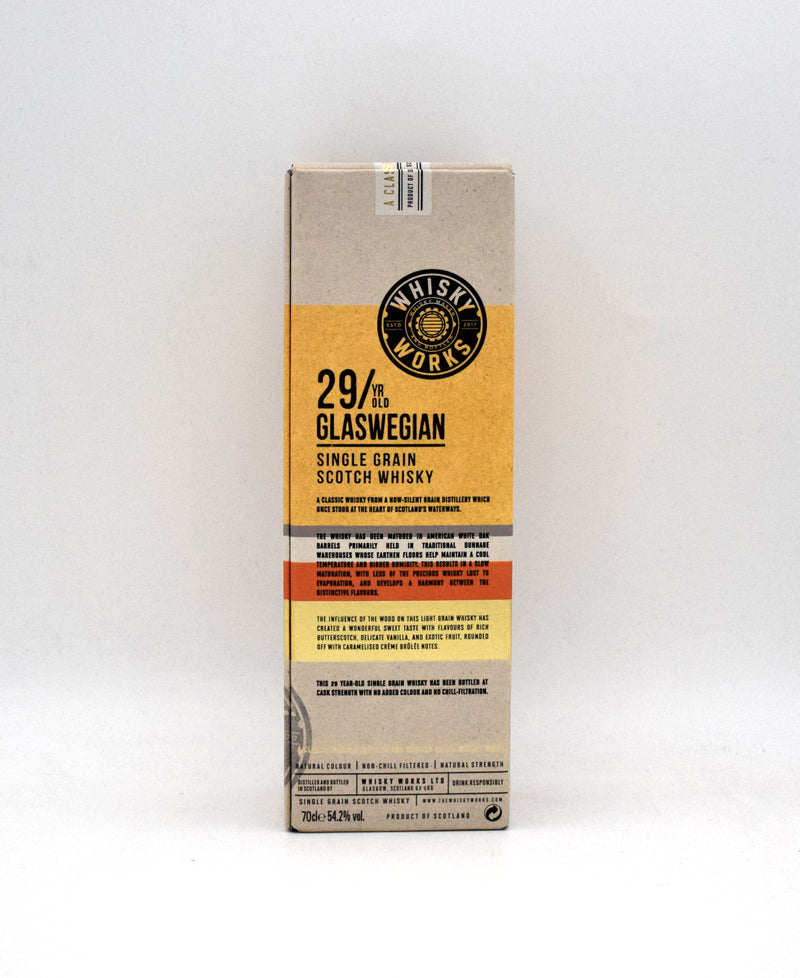 A CLAS
PRODUCT OF S
WHISKY
WHISKY MAKER
ESTD 2017
AND BOTTLER
WORKS
29/YR OLD
GLASWEGIAN
SINGLE GRAIN
SCOTCH WHISKY
A CLASSIC WHISKY FROM A NOW-SILENT GRAIN DISTILLERY WHICH
ONCE STOOD AT THE HEART OF SCOTLAND'S WATERWAYS.
THE WHISKY HAS BEEN MATURED IN AMERICAN WHITE OAK
BARRELS PRIMARILY HELD IN TRADITIONAL DUNNAGE
WAREHOUSES WHOSE EARTHEN FLOORS HELP MAINTAIN A COOL
TEMPERATURE AND HIGHER HUMIDITY. THIS RESULTS IN A SLOW
MATURATION, WITH LESS OF THE PRECIOUS WHISKY LOST TO
EVAPORATION, AND DEVELOPS A HARMONY BETWEEN THE
DISTINCTIVE FLAVOURS.
THE INFLUENCE OF THE WOOD ON THIS LIGHT GRAIN WHISKY HAS
CREATED A WONDERFUL SWEET TASTE WITH FLAVOURS OF RICH
BUTTERSCOTCH, DELICATE VANILLA, AND EXOTIC FRUIT, ROUNDED
OFF WITH CARAMELISED CRÈME BRÛLÉE NOTES.
THIS 29 YEAR-OLD SINGLE GRAIN WHISKY HAS BEEN BOTTLED AT
CASK STRENGTH WITH NO ADDED COLOUR AND NO CHILL-FILTRATION.
NATURAL COLOUR | NON-CHILL FILTERED | NATURAL STRENGTH
DISTILLED AND BOTTLED
IN SCOTLAND BY
WHISKY WORKS LTD
GLASGOW, SCOTLAND G2 5RG
DRINK RESPONSIBLY
SINGLE GRAIN SCOTCH WHISKY | WWW.THEWHISKYWORKS.COM
70cl℮54.2% vol. PRODUCT OF SCOTLAND